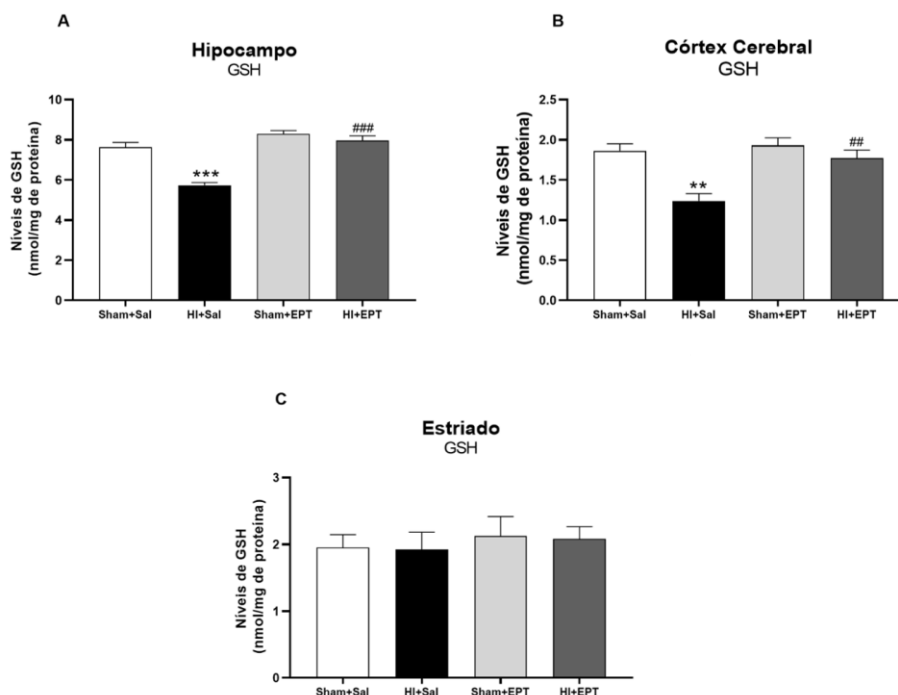 A
Hipocampo
GSH
Níveis de GSH
(nmol/mg de proteína)
10
8
6
4
2
0
***
###
Sham+Sal HI+Sal Sham+EPT HI+EPT
B
Córtex Cerebral
GSH
Níveis de GSH
(nmol/mg de proteína)
2.5
2.0
1.5
1.0
0.5
0.0
**
##
Sham+Sal HI+Sal Sham+EPT HI+EPT
C
Estriado
GSH
Níveis de GSH
(nmol/mg de proteína)
3
2
1
0
Sham+Sal HI+Sal Sham+EPT HI+EPT